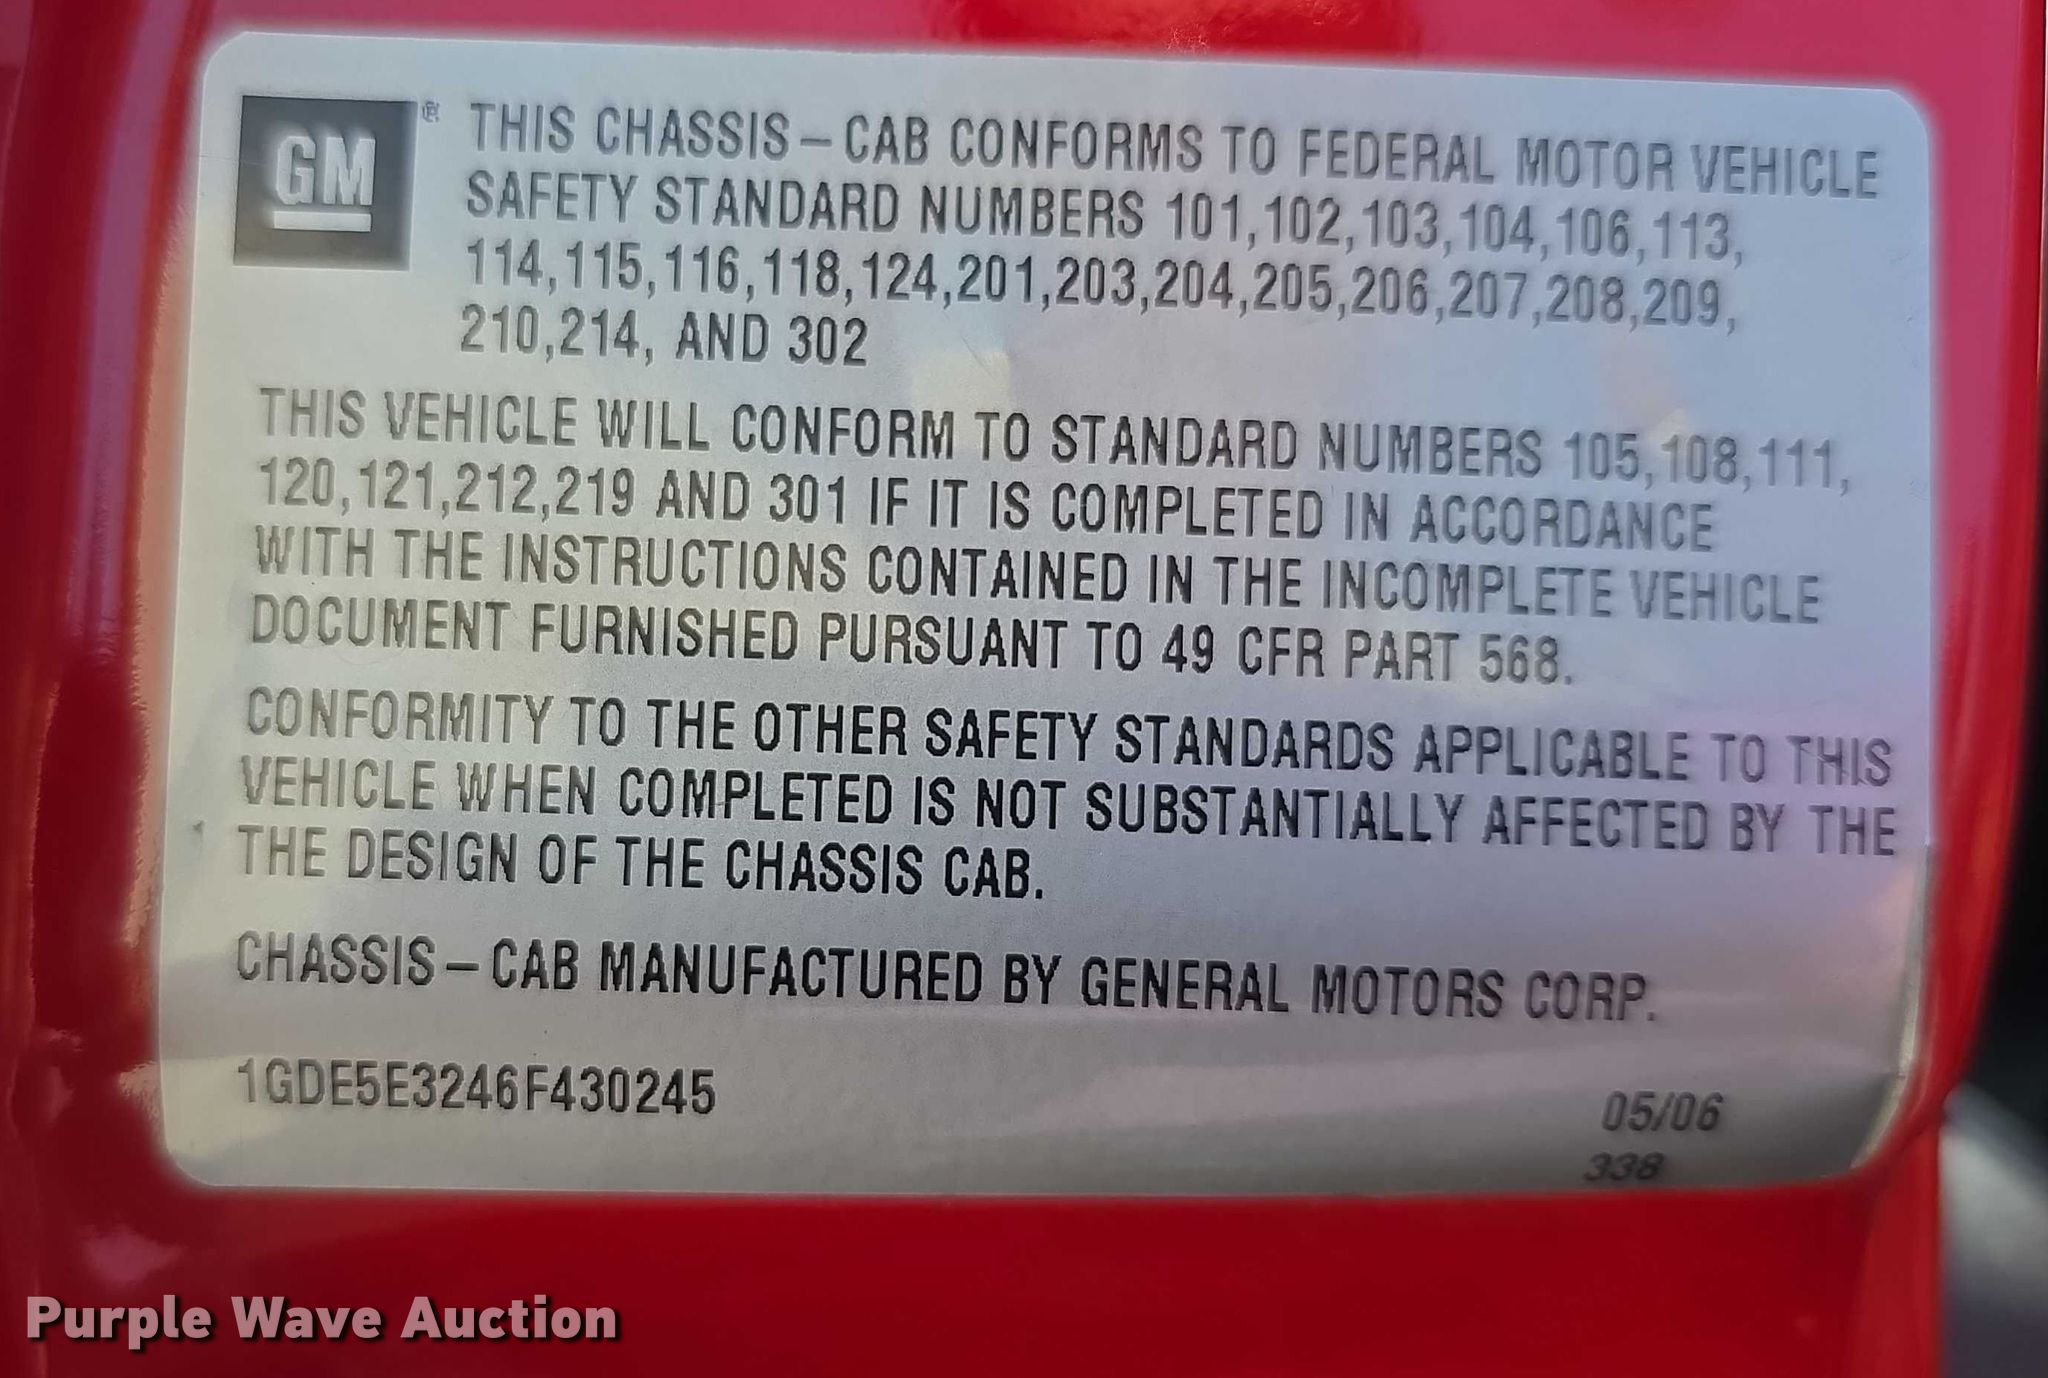 GM ®
THIS CHASSIS – CAB CONFORMS TO FEDERAL MOTOR VEHICLE
SAFETY STANDARD NUMBERS 101,102,103,104,106,113,
114,115,116,118,124,201,203,204,205,206,207,208,209,
210,214, AND 302
THIS VEHICLE WILL CONFORM TO STANDARD NUMBERS 105,108,111,
120,121,212,219 AND 301 IF IT IS COMPLETED IN ACCORDANCE
WITH THE INSTRUCTIONS CONTAINED IN THE INCOMPLETE VEHICLE
DOCUMENT FURNISHED PURSUANT TO 49 CFR PART 568.
CONFORMITY TO THE OTHER SAFETY STANDARDS APPLICABLE TO THIS
VEHICLE WHEN COMPLETED IS NOT SUBSTANTIALLY AFFECTED BY THE
THE DESIGN OF THE CHASSIS CAB.
CHASSIS – CAB MANUFACTURED BY GENERAL MOTORS CORP.
1GDE5E3246F430245
05/06
338
Purple Wave Auction